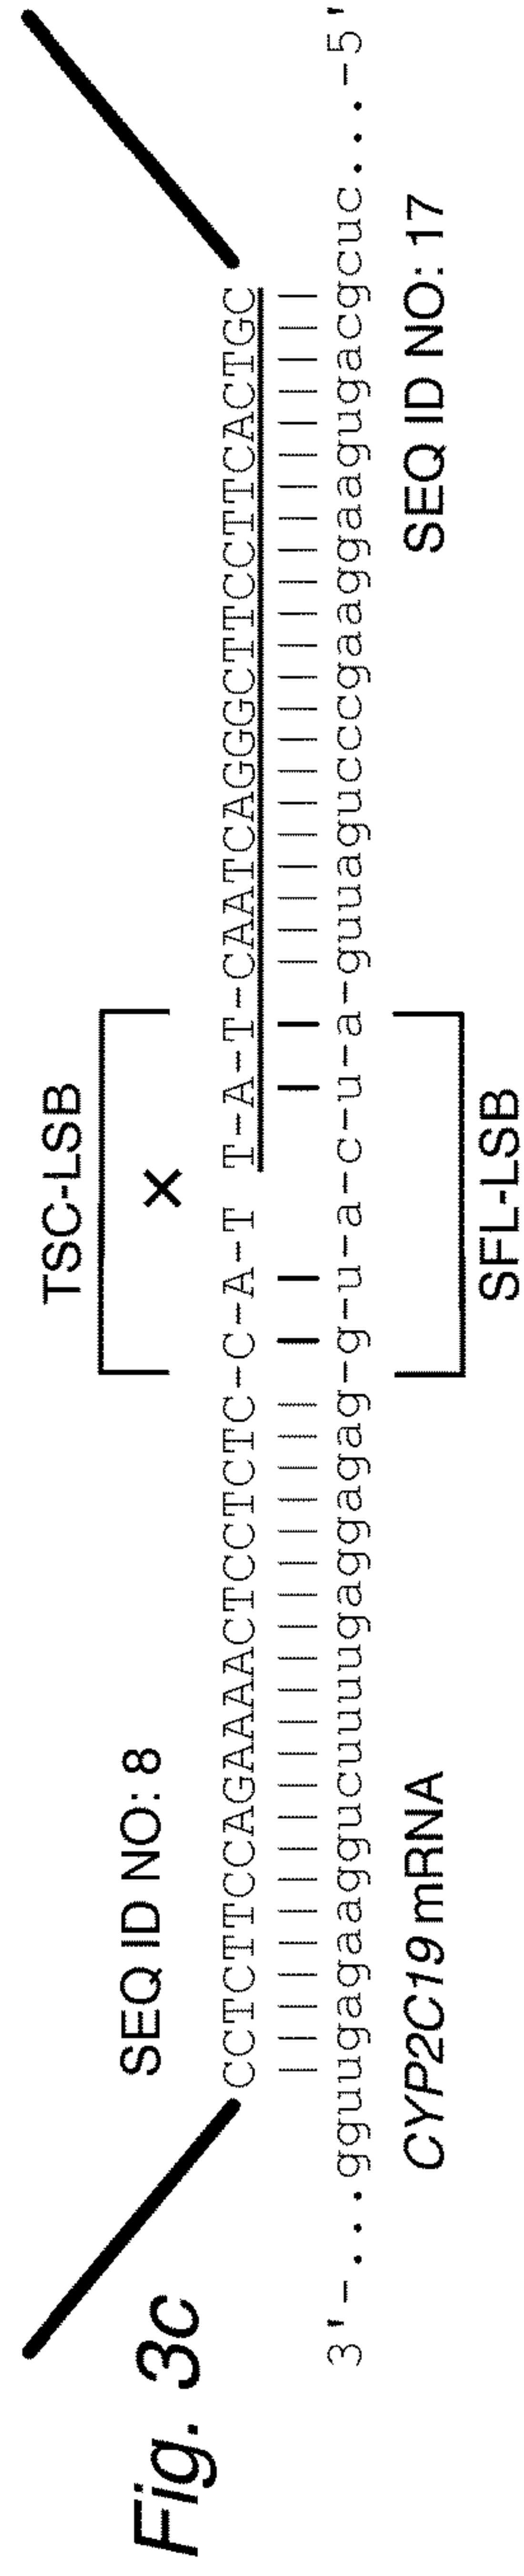 Fig. 3c
TSC-LSB
SEQ ID NO: 8
×
CCTCTTCCAGAAAACTCCTCTC-C-A-T T-A-T-CAATCAGGGCTTCCTTCACTGC
3'-...gguugagaaggucuuuugaggagag-g-u-a-a-c-u-a-guuagucccgaaggaagugacgcuc...-5'
CYP2C19 mRNA
SEQ ID NO: 17
SFL-LSB